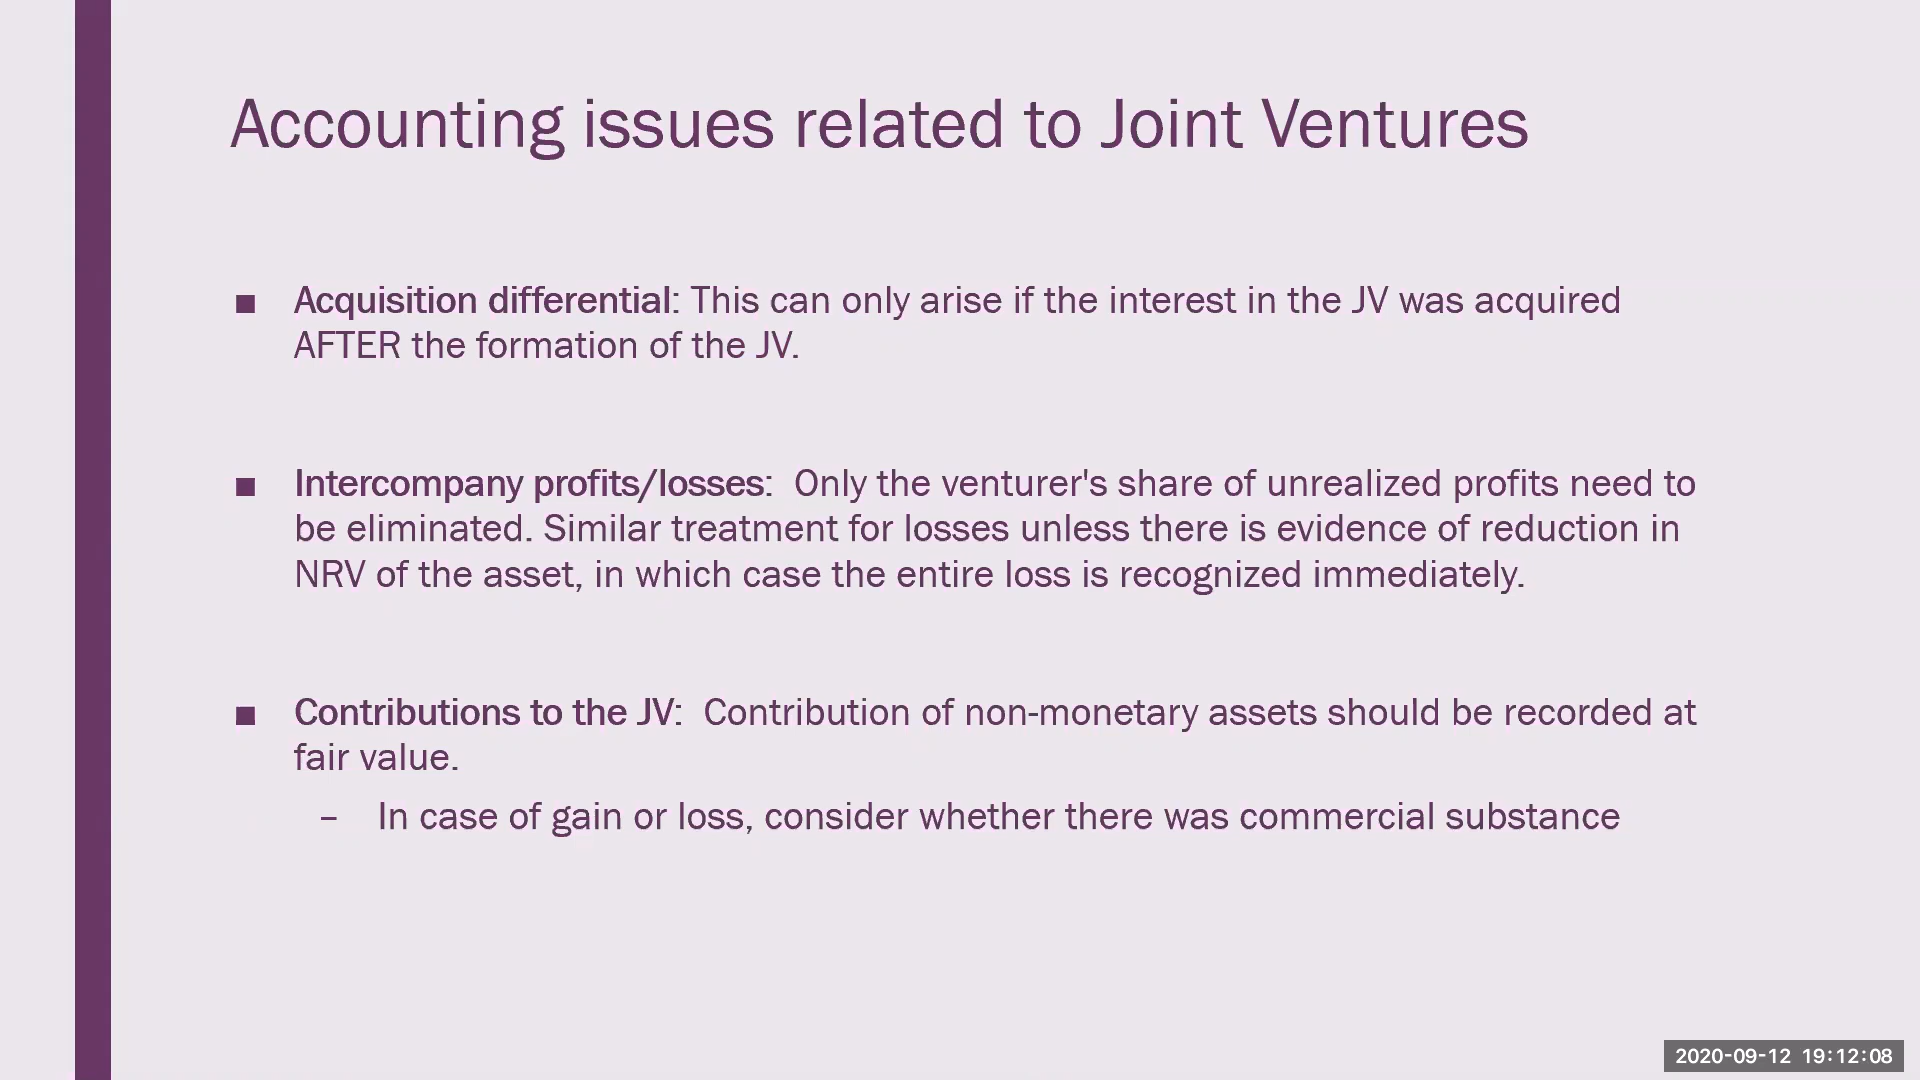 Accounting issues related to Joint Ventures
■ Acquisition differential: This can only arise if the interest in the JV was acquired
AFTER the formation of the JV.
■ Intercompany profits/losses:  Only the venturer's share of unrealized profits need to
be eliminated. Similar treatment for losses unless there is evidence of reduction in
NRV of the asset, in which case the entire loss is recognized immediately.
■ Contributions to the JV:  Contribution of non-monetary assets should be recorded at
fair value.
– In case of gain or loss, consider whether there was commercial substance
2020-09-12 19:12:08